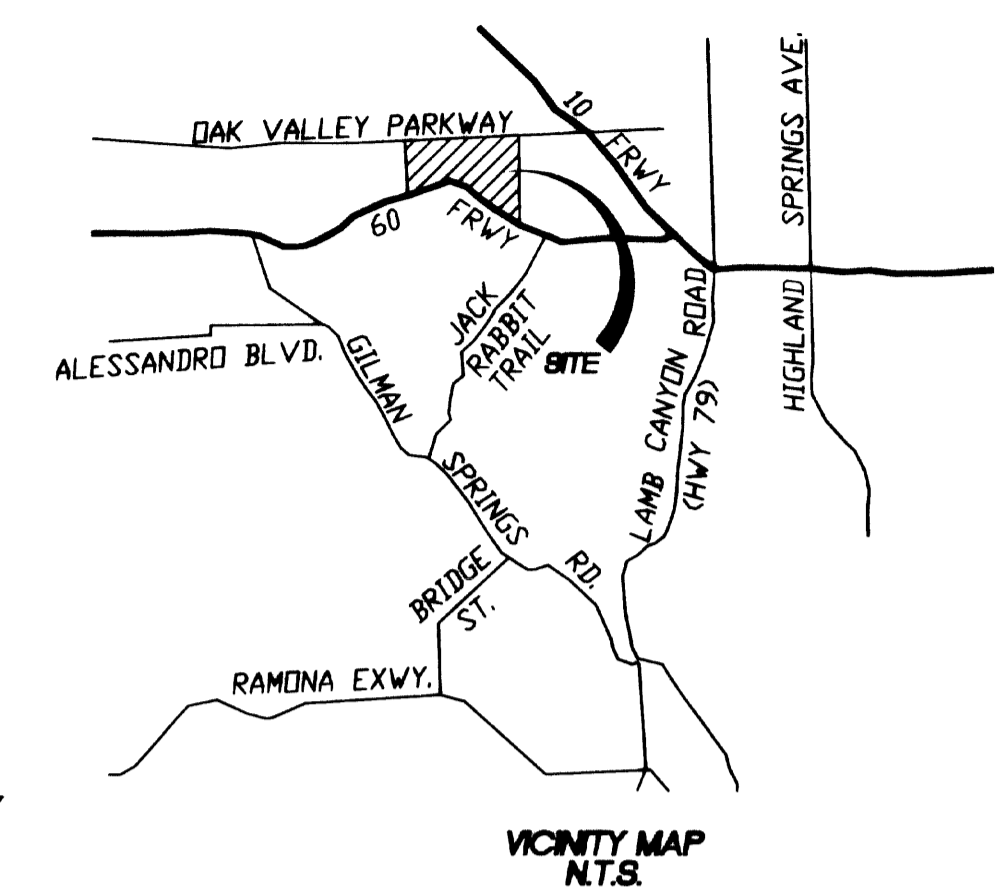 10 FRWY
OAK VALLEY PARKWAY
HIGHLAND SPRINGS AVE.
60 FRWY
JACK
RABBIT
TRAIL
SITE
ALESSANDRO BLVD.
GILMAN SPRINGS RD.
LAMB CANYON ROAD
(HWY 79)
BRIDGE
ST.
RAMONA EXWY.
VICINITY MAP
N.T.S.